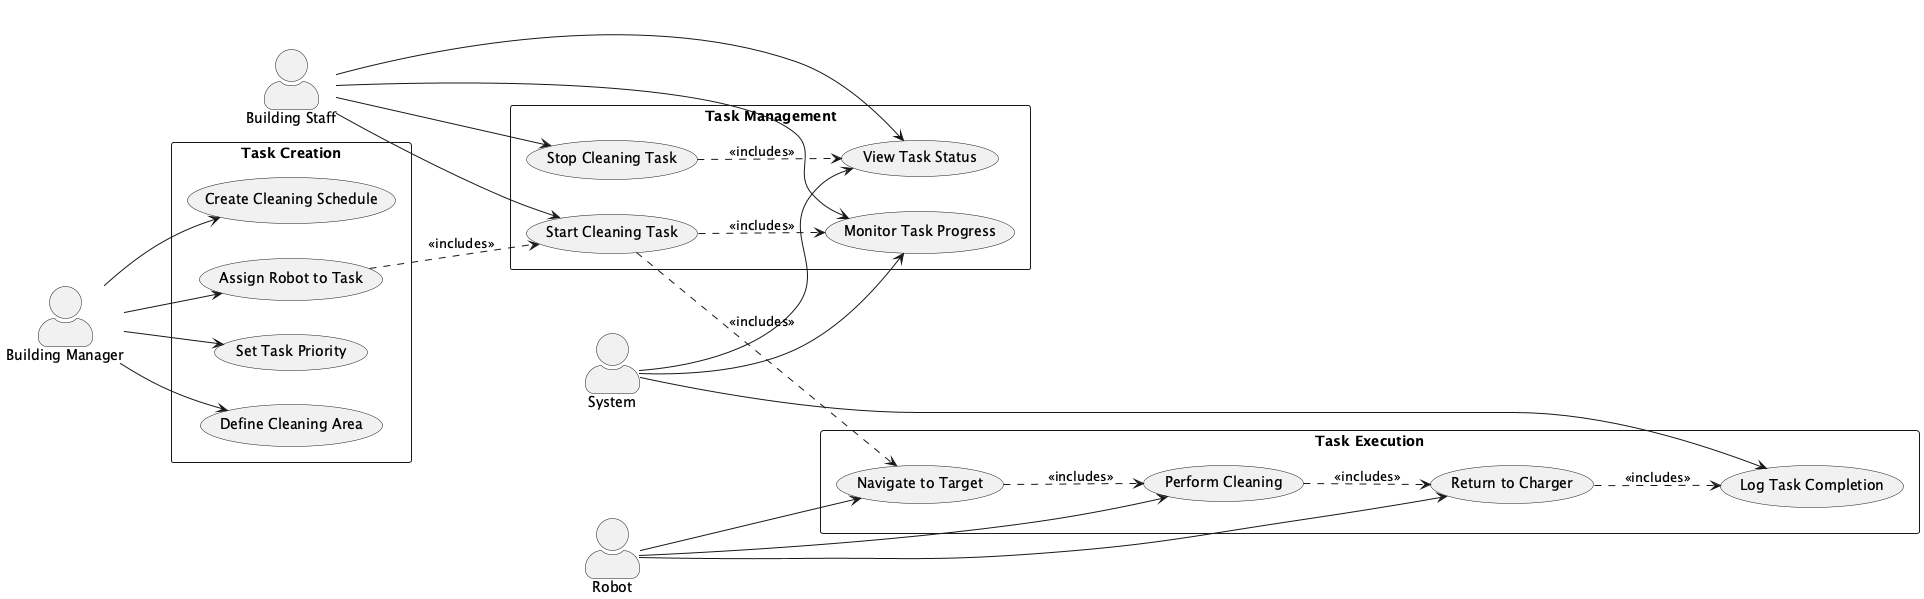 Building Staff
Task Management
Task Creation
Stop Cleaning Task
«includes»
View Task Status
Create Cleaning Schedule
Start Cleaning Task
«includes»
Monitor Task Progress
«includes»
Assign Robot to Task
«includes»
Building Manager
Set Task Priority
System
Define Cleaning Area
Task Execution
Navigate to Target
«includes»
Perform Cleaning
«includes»
Return to Charger
«includes»
Log Task Completion
Robot